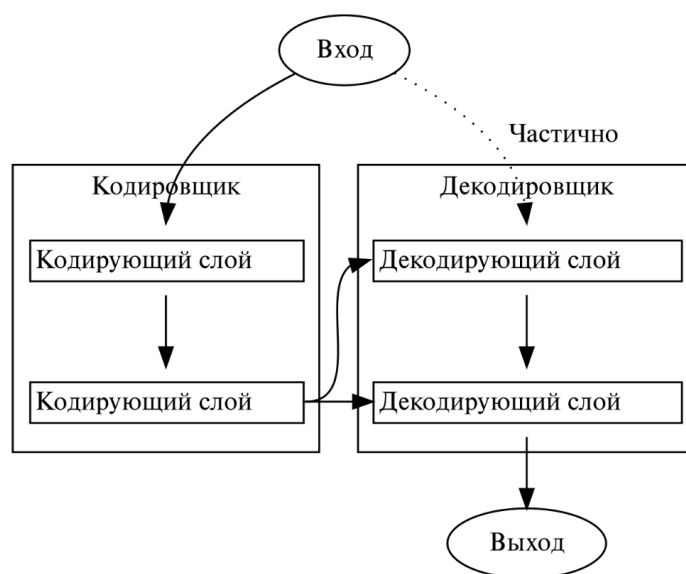 Вход
Частично
Кодировщик
Декодировщик
Кодирующий слой
Декодирующий слой
Кодирующий слой
Декодирующий слой
Выход